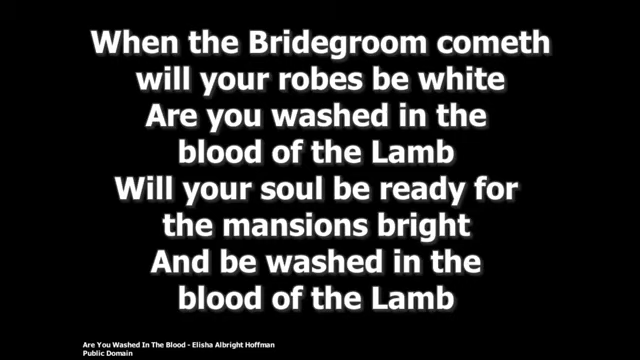 When the Bridegroom cometh
will your robes be white
Are you washed in the
blood of the Lamb
Will your soul be ready for
the mansions bright
And be washed in the
blood of the Lamb
Are You Washed In The Blood - Elisha Albright Hoffman
Public Domain